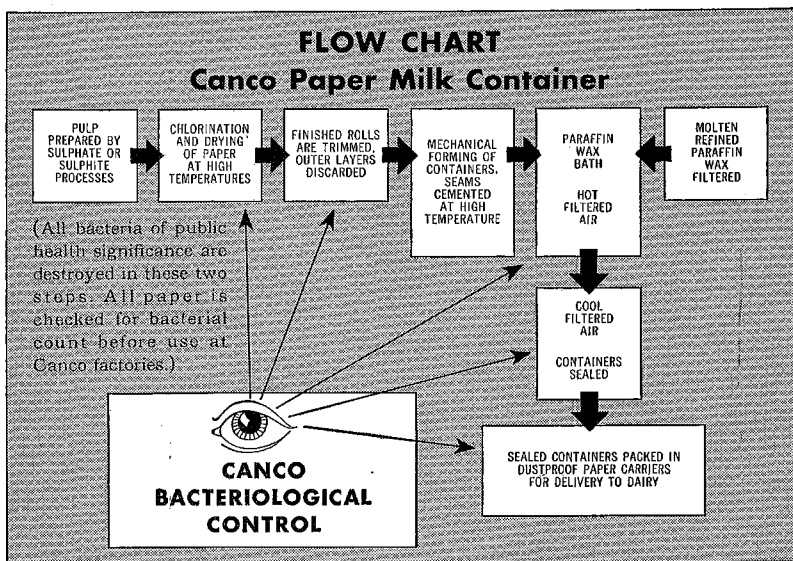 FLOW CHART
Canco Paper Milk Container
PULP
PREPARED BY
SULPHATE OR
SULPHITE
PROCESSES
CHLORINATION
AND DRYING
OF PAPER
AT HIGH
TEMPERATURES
FINISHED ROLLS
ARE TRIMMED,
OUTER LAYERS
DISCARDED
MECHANICAL
FORMING OF
CONTAINERS.
SEAMS
CEMENTED
AT HIGH
TEMPERATURE
PARAFFIN
WAX
BATH
HOT
FILTERED
AIR
MOLTEN
REFINED
PARAFFIN
WAX
FILTERED
(All bacteria of public
health significance are
destroyed in these two
steps. All paper is
checked for bacterial
count before use at
Canco factories.)
COOL
FILTERED
AIR
CONTAINERS
SEALED
CANCO
BACTERIOLOGICAL
CONTROL
SEALED CONTAINERS PACKED IN
DUSTPROOF PAPER CARRIERS
FOR DELIVERY TO DAIRY